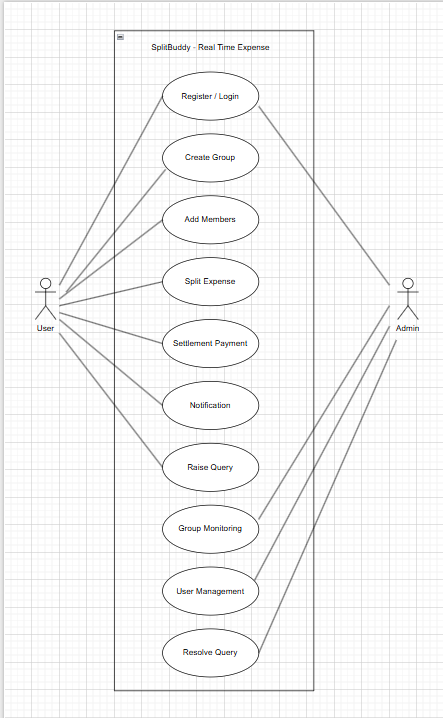 SplitBuddy - Real Time Expense
Register / Login
Create Group
Add Members
Split Expense
User
Admin
Settlement Payment
Notification
Raise Query
Group Monitoring
User Management
Resolve Query